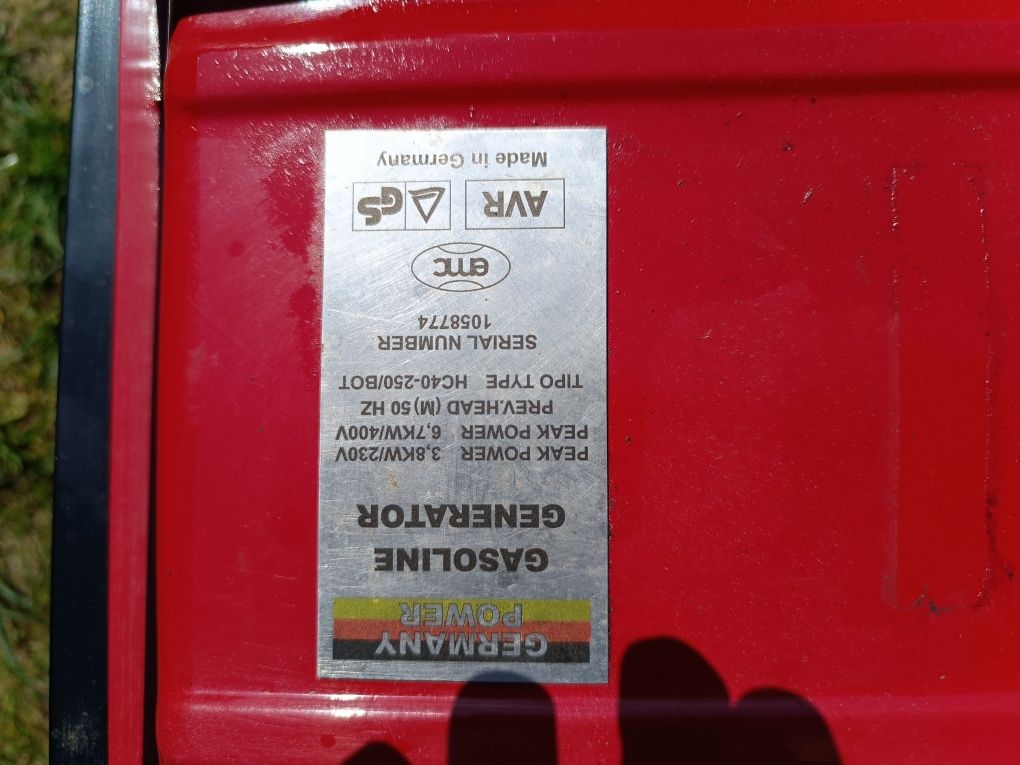 GERMANY
POWER
GASOLINE
GENERATOR
PEAK POWER 3,8KW/230V
PEAK POWER 6,7KW/400V
PREV.HEAD (M) 50 HZ
TIPO TYPE HC40-250/BOT
SERIAL NUMBER
1058774
emc
AVR GS
Made in Germany